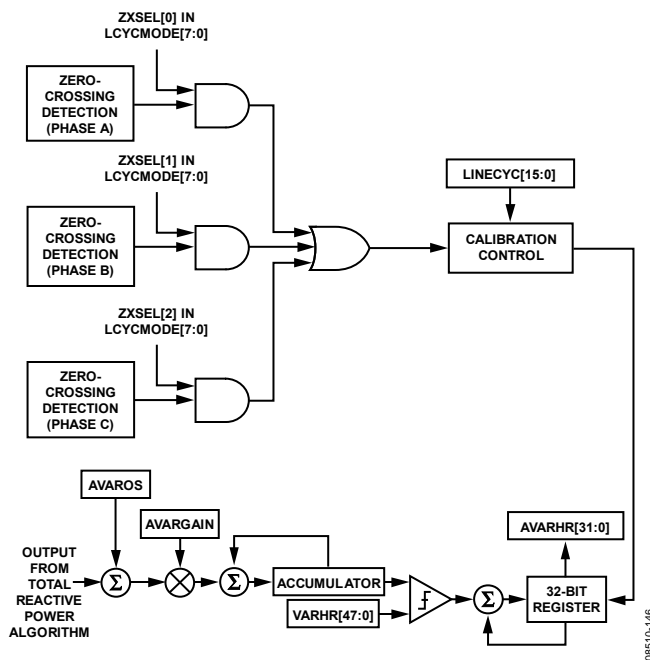 ZXSEL[0] IN
LCYCMODE[7:0]
ZERO-
CROSSING
DETECTION
(PHASE A)
ZXSEL[1] IN
LCYCMODE[7:0]
ZERO-
CROSSING
DETECTION
(PHASE B)
LINECYC[15:0]
CALIBRATION
CONTROL
ZXSEL[2] IN
LCYCMODE[7:0]
ZERO-
CROSSING
DETECTION
(PHASE C)
AVAROS
AVARGAIN
AVARHR[31:0]
OUTPUT
FROM
TOTAL
REACTIVE
POWER
ALGORITHM
Σ
Σ
ACCUMULATOR
VARHR[47:0]
Σ
32-BIT
REGISTER
08510-146